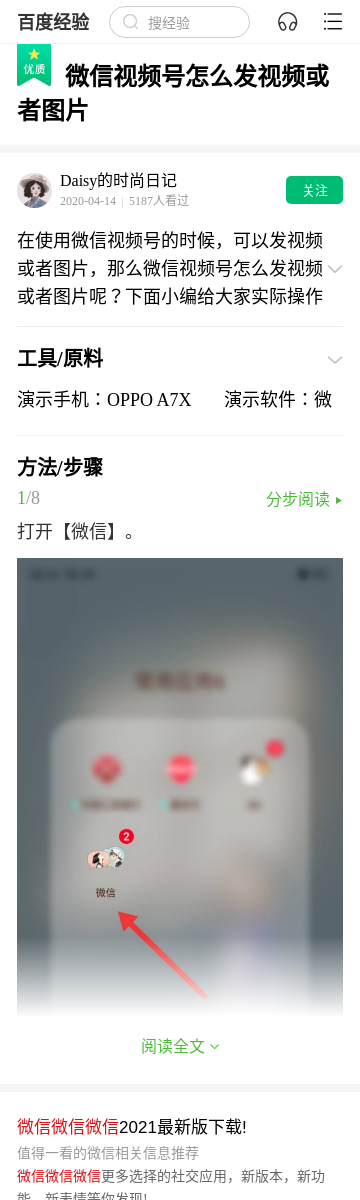 百度经验
搜经验
优质
微信视频号怎么发视频或
者图片
Daisy的时尚日记
2020-04-14 | 5187人看过
关注
在使用微信视频号的时候，可以发视频
或者图片，那么微信视频号怎么发视频
或者图片呢？下面小编给大家实际操作
工具/原料
演示手机：OPPO A7X 演示软件：微
方法/步骤
1/8
分步阅读
打开【微信】。
2
微信
阅读全文
微信微信微信2021最新版下载!
值得一看的微信相关信息推荐
微信微信微信更多选择的社交应用，新版本，新功
能，新表情等你发现!